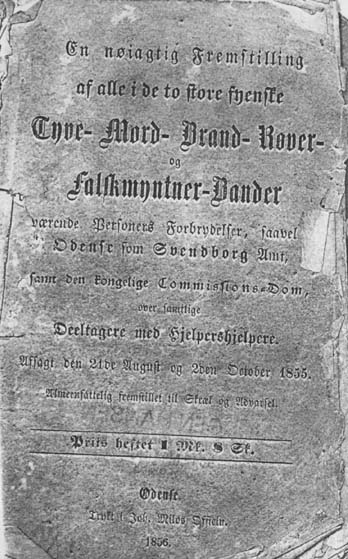 En nøiagtig Fremstilling
af alle i de to store fyenske
Tyve- Mord- Brand- Røver-
og
Falskmyntner-Bander
værende Personers Forbrydelser, saavel
i Odense som Svendborg Amt,
samt den kongelige Commissions-Dom,
over samtlige
Deeltagere med Hjelpershjelpere.
Afsagt den 21de August og 2den October 1855.
Almeenfattelig fremstillet til Skræk og Advarsel.
Priis heftet 1 Mk. 8 Sk.
Odense.
Trykt i Joh. Milos Officin.
1856.